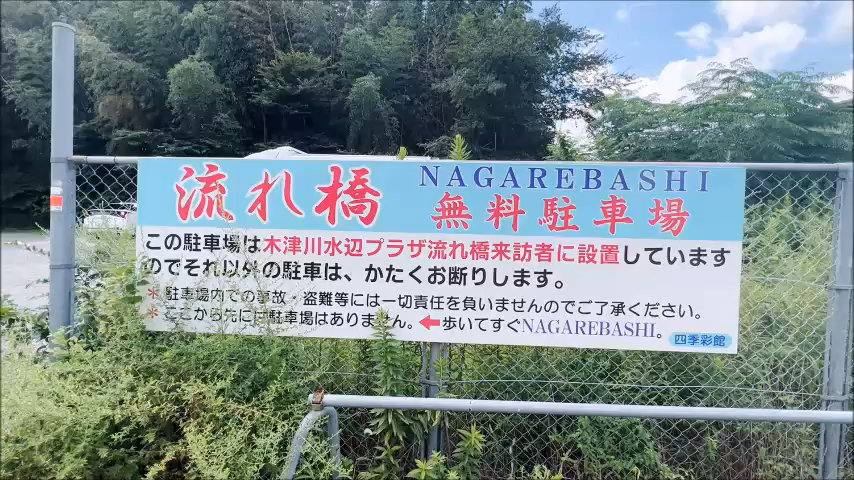 流れ橋 NAGAREBASHI
無料駐車場
この駐車場は木津川水辺プラザ流れ橋来訪者に設置しています
のでそれ以外の駐車は、かたくお断りします。
＊駐車場内での事故・盗難等には一切責任を負いませんのでご了承ください。
＊ここから先には駐車場はありません。←歩いてすぐNAGAREBASHI。
四季彩館